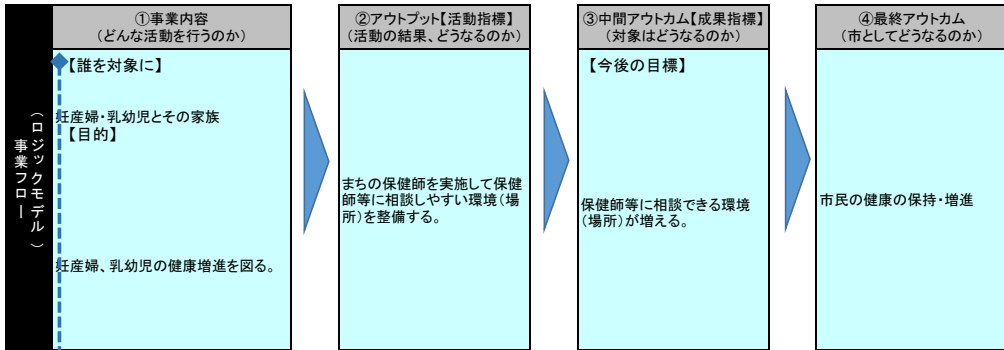 事業フロー
（ロジックモデル）
①事業内容
（どんな活動を行うのか）
【誰を対象に】
妊産婦・乳幼児とその家族
【目的】
妊産婦、乳幼児の健康増進を図る。
②アウトプット【活動指標】
（活動の結果、どうなるのか）
まちの保健師を実施して保健
師等に相談しやすい環境（場
所）を整備する。
③中間アウトカム【成果指標】
（対象はどうなるのか）
【今後の目標】
保健師等に相談できる環境
（場所）が増える。
④最終アウトカム
（市としてどうなるのか）
市民の健康の保持・増進